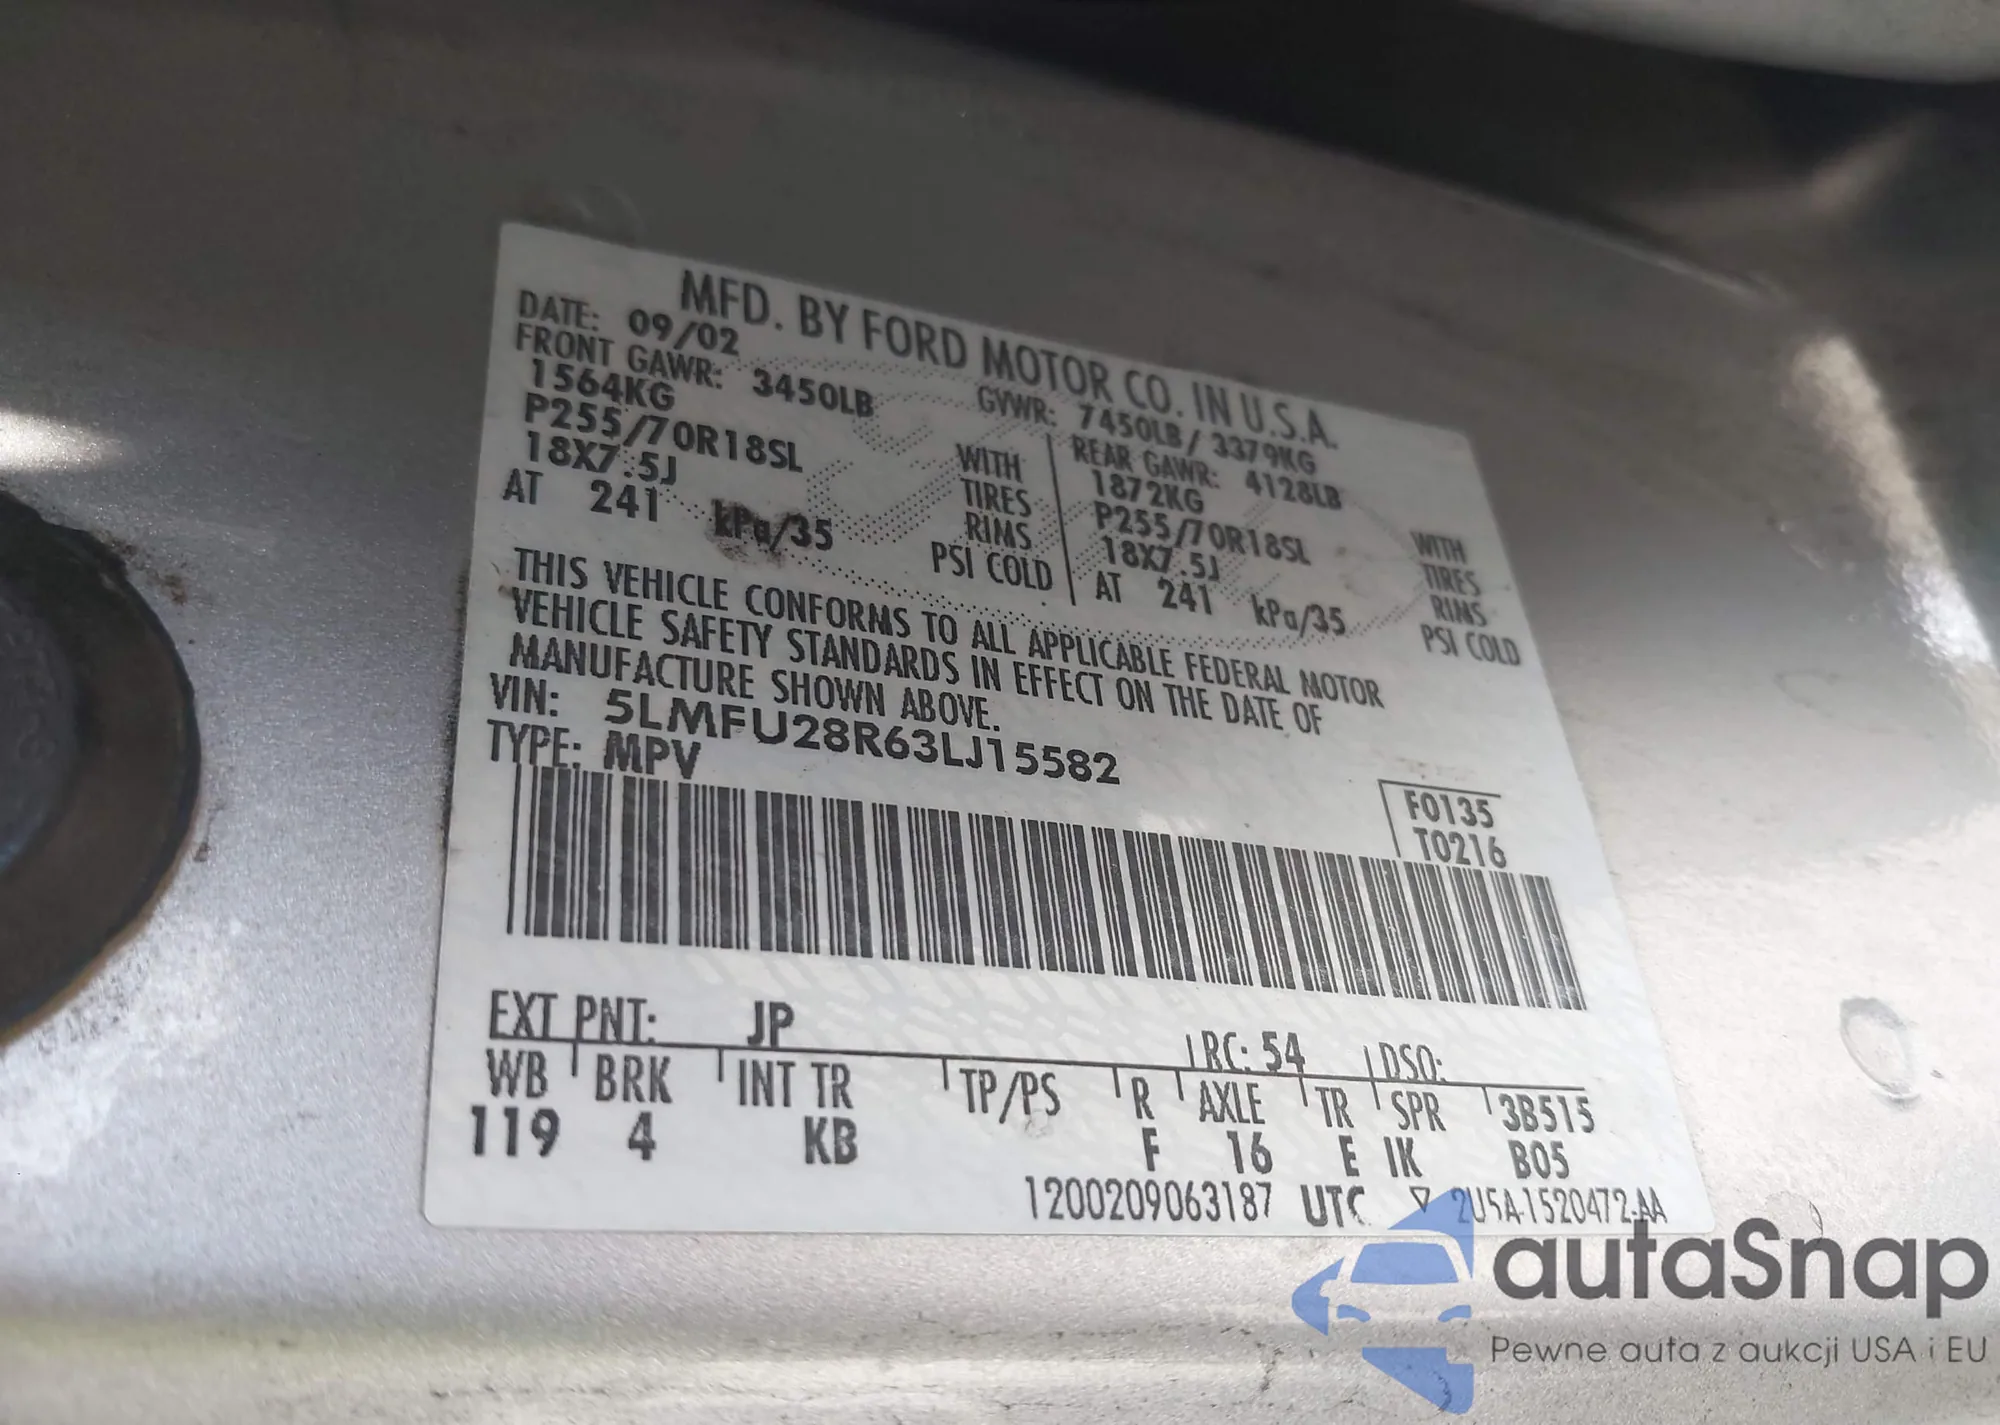 MFD. BY FORD MOTOR CO. IN U.S.A.
DATE: 09/02 GVWR: 7450LB / 3379KG
FRONT GAWR: 3450LB REAR GAWR: 4128LB
1564KG WITH 1872KG WITH
P255/70R18SL TIRES P255/70R18SL TIRES
18X7.5J RIMS 18X7.5J RIMS
AT 241 kPa/35 PSI COLD AT 241 kPa/35 PSI COLD
THIS VEHICLE CONFORMS TO ALL APPLICABLE FEDERAL MOTOR
VEHICLE SAFETY STANDARDS IN EFFECT ON THE DATE OF
MANUFACTURE SHOWN ABOVE.
VIN: 5LMFU28R63LJ15582
TYPE: MPV
F0135
T0216
EXT PNT: JP RC: 54 DSO:
WB BRK INT TR TP/PS R AXLE TR SPR 3B515
119 4 KB F 16 E IK B05
1200209063187 UTC ▽ 2U5A-1520472-AA
autaSnap
Pewne auta z aukcji USA i EU